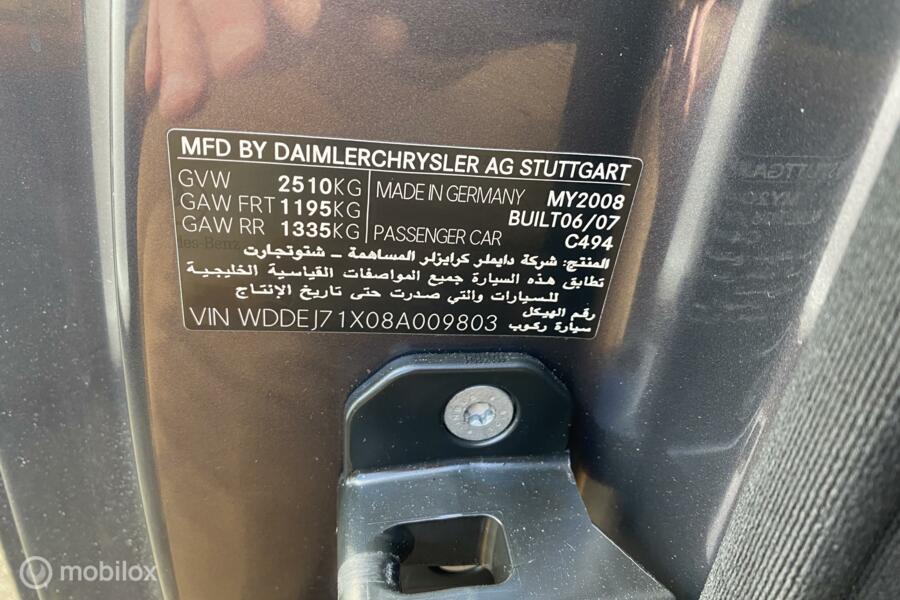 MFD BY DAIMLERCHRYSLER AG STUTTGART
GVW 2510KG MADE IN GERMANY MY2008
GAW FRT 1195KG BUILT06/07
GAW RR 1335KG PASSENGER CAR C494
المنتج: شركة دايملر كرايزلر المساهمة – شتوتجارت
تطابق هذه السيارة جميع المواصفات القياسية الخليجية
للسيارات والتي صدرت حتى تاريخ الإنتاج
رقم الهيكل
VIN WDDEJ71X08A009803 سيارة ركوب
mobilox